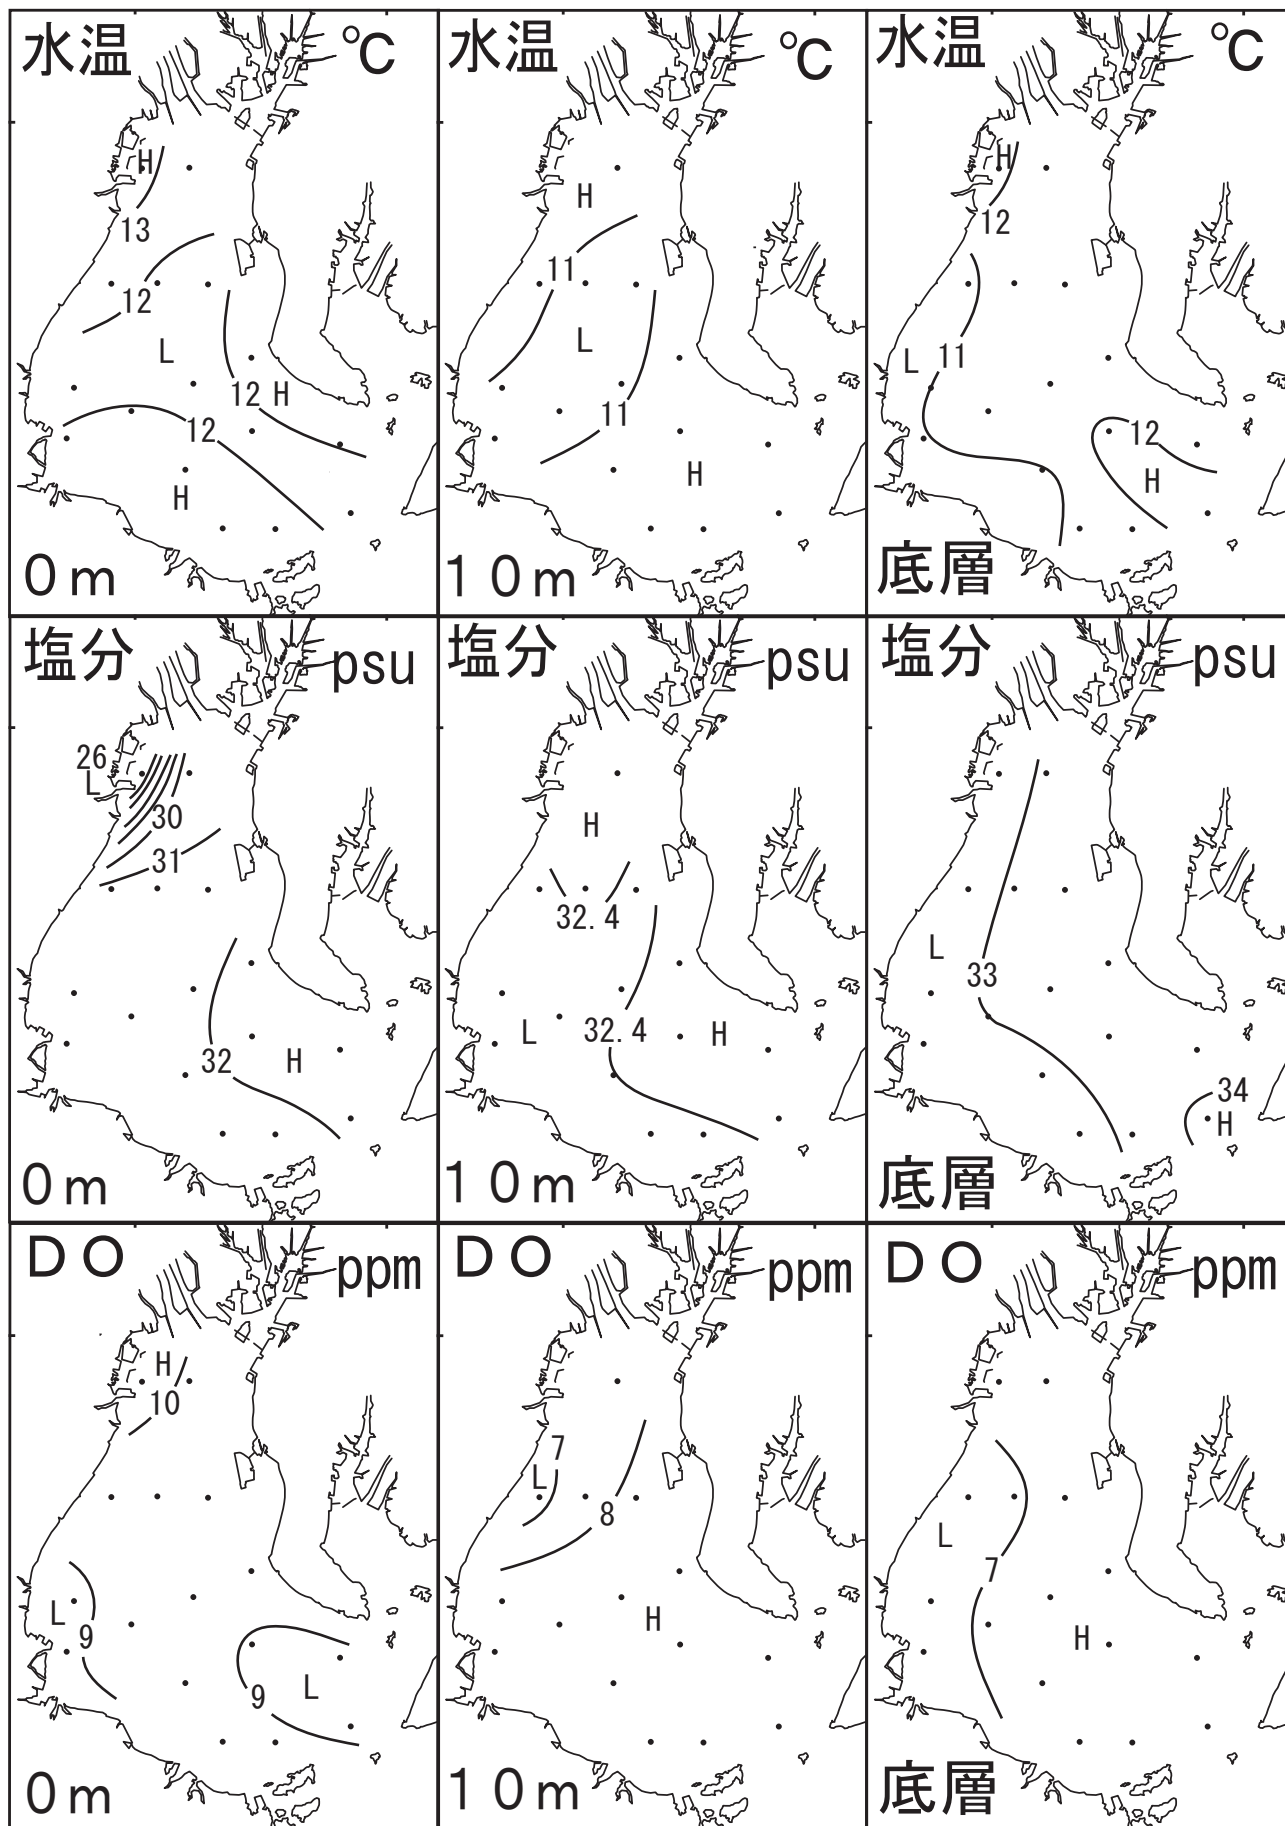 水温 ℃
H
13
12
L
12 H
12
H
０ｍ
水温 ℃
H
11
L
11
H
１０ｍ
水温 ℃
H
12
L 11
12
H
底層
塩分 psu
26
L
30
31
32 H
０ｍ
塩分 psu
H
32.4
L 32.4 H
１０ｍ
塩分 psu
L
33
34
H
底層
ＤＯ ppm
H
10
L
9
L
9
０ｍ
ＤＯ ppm
7
L
8
H
１０ｍ
ＤＯ ppm
L
7
H
底層